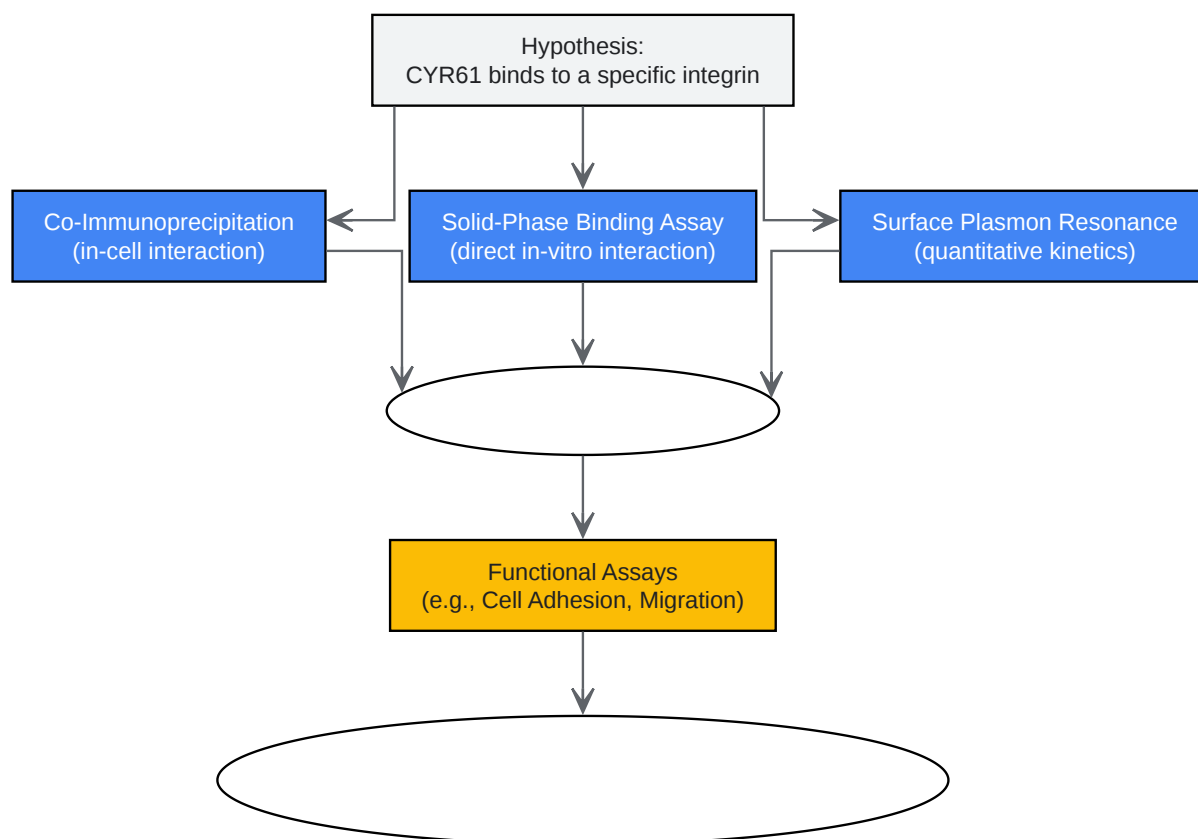 Hypothesis:
CYR61 binds to a specific integrin
Co-Immunoprecipitation
(in-cell interaction)
Solid-Phase Binding Assay
(direct in-vitro interaction)
Surface Plasmon Resonance
(quantitative kinetics)
Functional Assays
(e.g., Cell Adhesion, Migration)